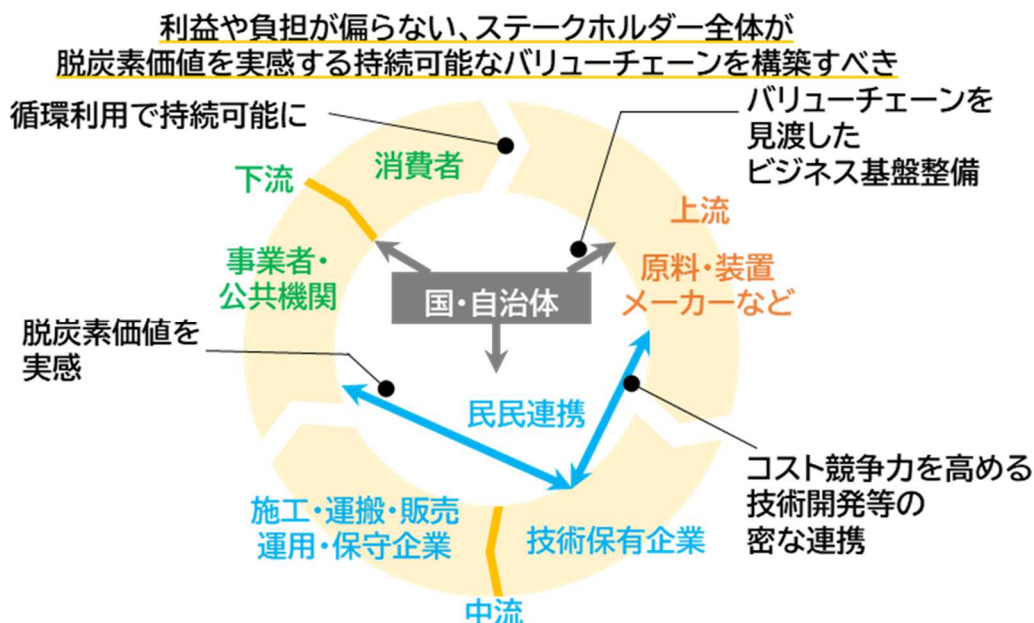 利益や負担が偏らない、ステークホルダー全体が
脱炭素価値を実感する持続可能なバリューチェーンを構築すべき
循環利用で持続可能に
バリューチェーンを
見渡した
ビジネス基盤整備
消費者
下流
上流
事業者・
公共機関
原料・装置
メーカーなど
国・自治体
脱炭素価値を
実感
民民連携
コスト競争力を高める
技術開発等の
密な連携
施工・運搬・販売
運用・保守企業
技術保有企業
中流